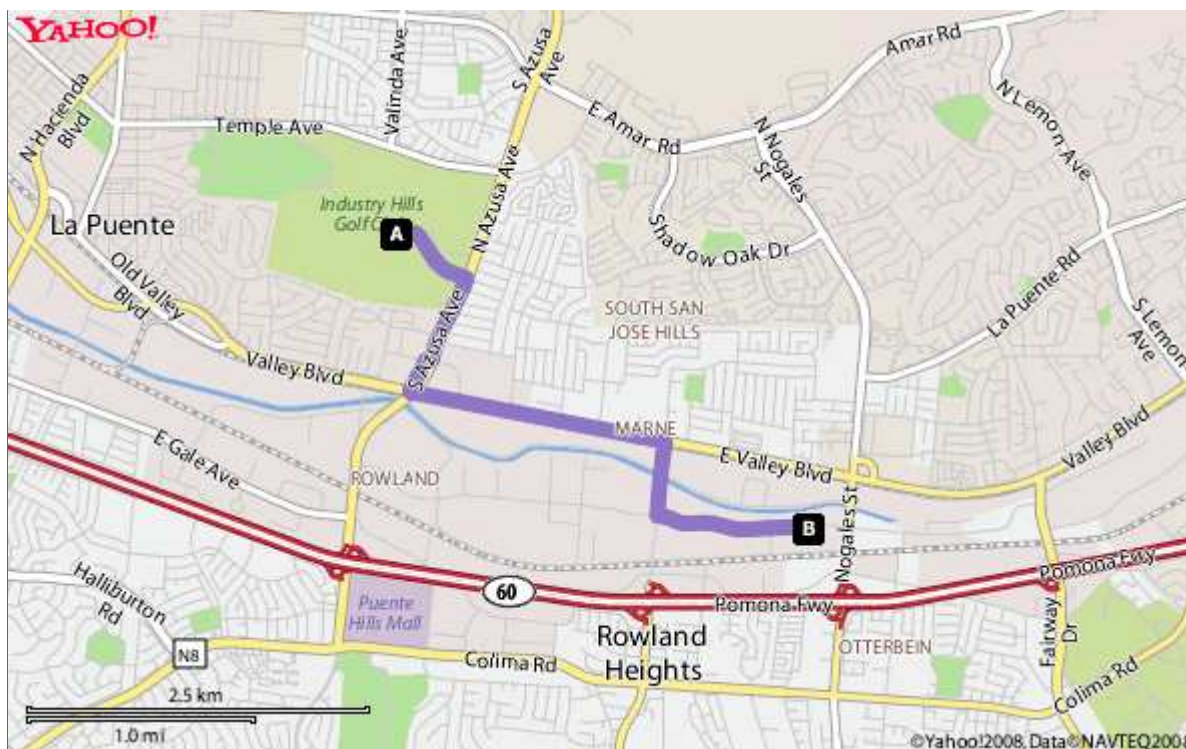 YAHOO!
N Hacienda
Blvd
Temple Ave
Valinda Ave
S Azusa
Ave
E Amar Rd
Amar Rd
N Lemon Ave
N Nogales
St
Industry Hills
Golf C
A
N Azusa Ave
Shadow Oak Dr
La Puente
Old Valley
Blvd
La Puente Rd
S Lemon
Ave
SOUTH SAN
JOSE HILLS
S Azusa Ave
Valley Blvd
MARNE
E Valley Blvd
Valley Blvd
E Gale Ave
ROWLAND
B
Nogales St
60
Pomona Fwy
Pomona Fwy
Halliburton
Rd
Puente
Hills Mall
N8
Colima Rd
Rowland
Heights
OTTERBEIN
Fairway
Dr
Colima Rd
2.5 km
1.0 mi
©Yahoo!2008, Data©NAVTEQ2008